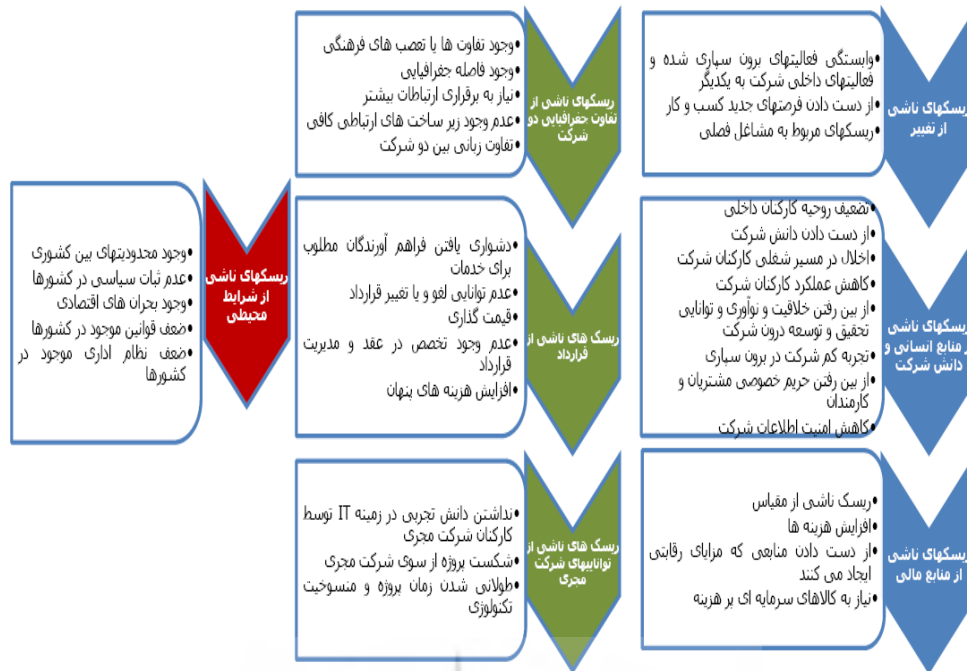 ریسکهای ناشی
از تغییر
•وابستگی فعالیتهای برون سپاری شده و
فعالیتهای داخلی شرکت به یکدیگر
•از دست دادن فرصتهای جدید کسب و کار
•ریسکهای مربوط به مشاغل فصلی
ریسکهای ناشی
از منابع انسانی و
دانش شرکت
•تضعیف روحیه کارکنان داخلی
•از دست دادن دانش شرکت
•اخلال در مسیر شغلی کارکنان شرکت
•کاهش عملکرد کارکنان شرکت
•از بین رفتن خلاقیت و نوآوری و توانایی
تحقیق و توسعه درون شرکت
•تجربه کم شرکت در برون سپاری
•از بین رفتن حریم خصوصی مشتریان و
کارمندان
•کاهش امنیت اطلاعات شرکت
ریسکهای ناشی
از منابع مالی
•ریسک ناشی از مقیاس
•افزایش هزینه ها
•از دست دادن منابعی که مزایای رقابتی
ایجاد می کنند
•نیاز به کالاهای سرمایه ای پر هزینه
ریسکهای ناشی از
تفاوت جغرافیایی دو
شرکت
•وجود تفاوت ها یا تعصب های فرهنگی
•وجود فاصله جغرافیایی
•نیاز به برقراری ارتباطات بیشتر
•عدم وجود زیر ساخت های ارتباطی کافی
•تفاوت زبانی بین دو شرکت
ریسک های ناشی از
قرارداد
•دشواری یافتن فراهم آورندگان مطلوب
برای خدمات
•عدم توانایی لغو و یا تغییر قرارداد
•قیمت گذاری
•عدم وجود تخصص در عقد و مدیریت
قرارداد
•افزایش هزینه های پنهان
ریسک های ناشی از
تواناییهای شرکت
مجری
•نداشتن دانش تجربی در زمینه IT توسط
کارکنان شرکت مجری
•شکست پروژه از سوی شرکت مجری
•طولانی شدن زمان پروژه و منسوخیت
تکنولوژی
ریسکهای ناشی
از شرایط
محیطی
•وجود محدودیتهای بین کشوری
•عدم ثبات سیاسی در کشورها
•وجود بحران های اقتصادی
•ضعف قوانین موجود در کشورها
•ضعف نظام اداری موجود در
کشورها